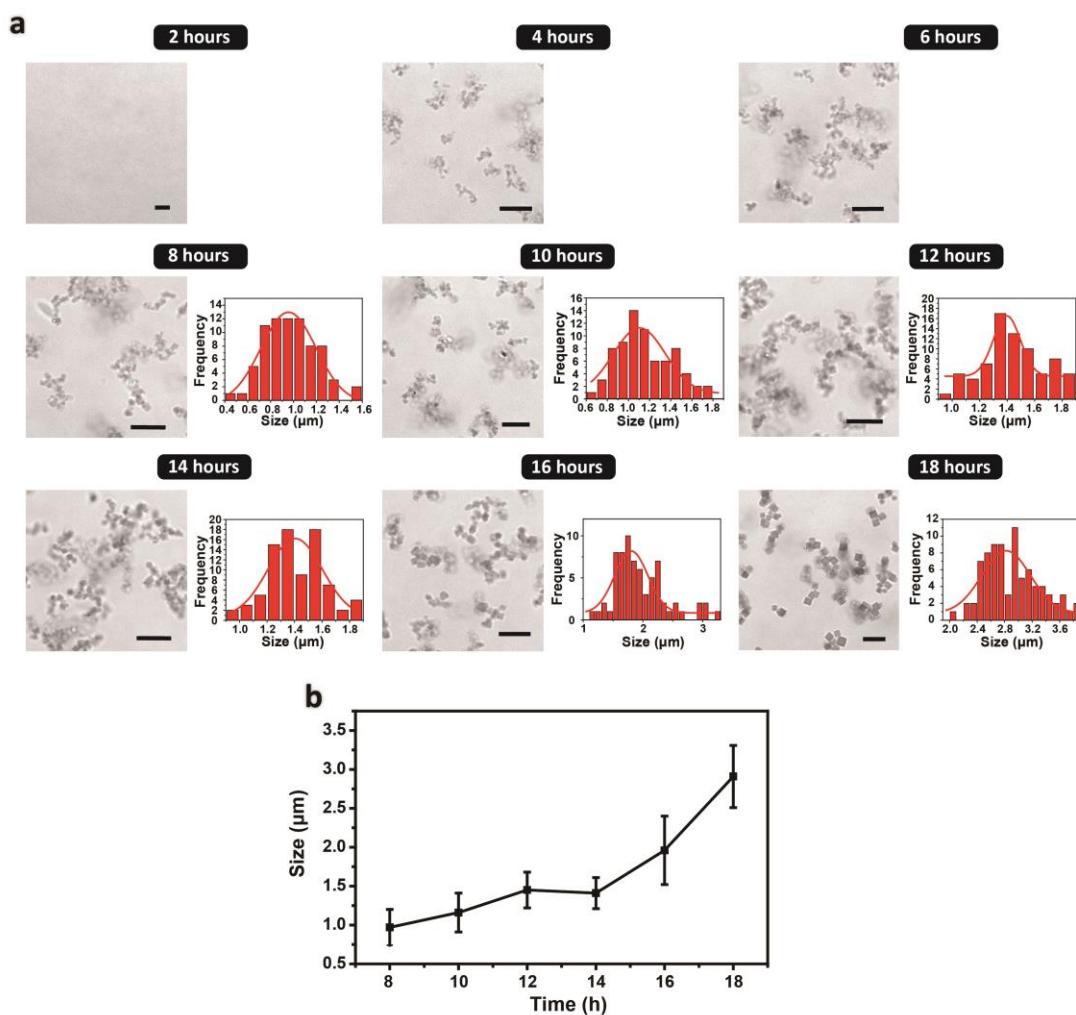 a
2 hours
4 hours
6 hours
8 hours
Frequency
14
12
10
8
6
4
2
0
0.4 0.6 0.8 1.0 1.2 1.4 1.6
Size (µm)
10 hours
Frequency
16
14
12
10
8
6
4
2
0
0.6 0.8 1.0 1.2 1.4 1.6 1.8
Size (µm)
12 hours
Frequency
20
18
16
14
12
10
8
6
4
2
0
1.0 1.2 1.4 1.6 1.8
Size (µm)
14 hours
Frequency
20
18
16
14
12
10
8
6
4
2
0
1.0 1.2 1.4 1.6 1.8
Size (µm)
16 hours
Frequency
10
5
0
1 2 3
Size (µm)
18 hours
Frequency
12
10
8
6
4
2
0
2.0 2.4 2.8 3.2 3.6
Size (µm)
b
Size (µm)
3.5
3.0
2.5
2.0
1.5
1.0
0.5
8 10 12 14 16 18
Time (h)